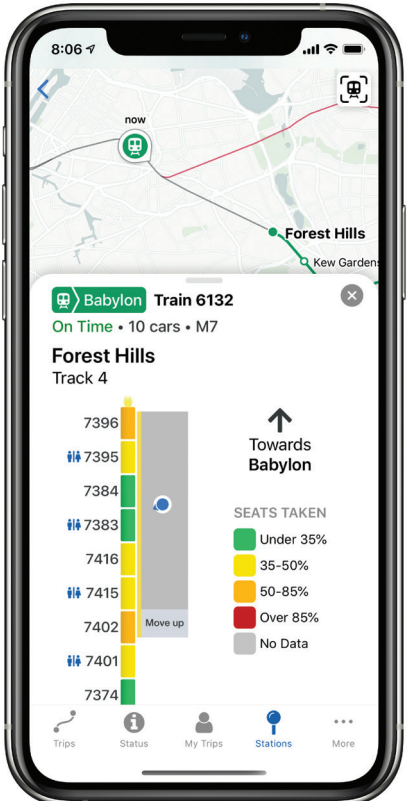 8:06
now
Forest Hills
Kew Gardens
Babylon Train 6132
On Time • 10 cars • M7
Forest Hills
Track 4
7396
7395
7384
7383
7416
7415
7402
7401
7374
Move up
Towards
Babylon
SEATS TAKEN
Under 35%
35-50%
50-85%
Over 85%
No Data
Trips
Status
My Trips
Stations
More